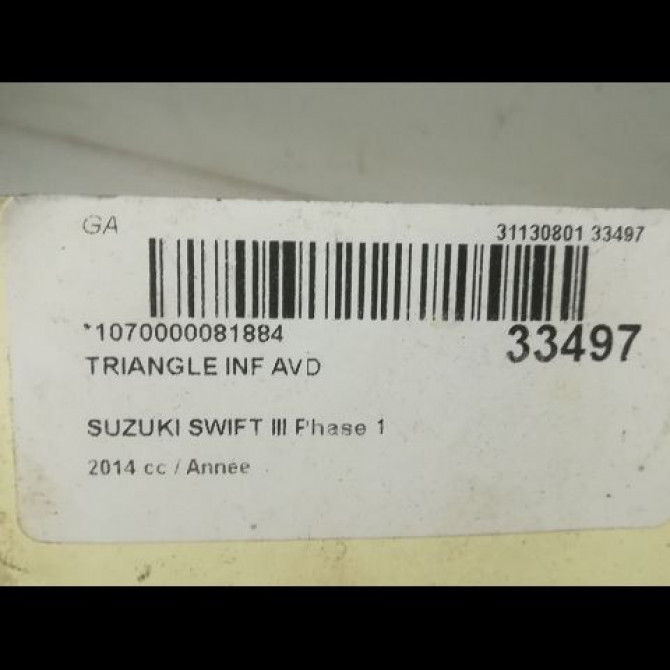 GA
31130801 33497
*1070000081884
33497
TRIANGLE INF AVD
SUZUKI SWIFT III Phase 1
2014 cc / Année